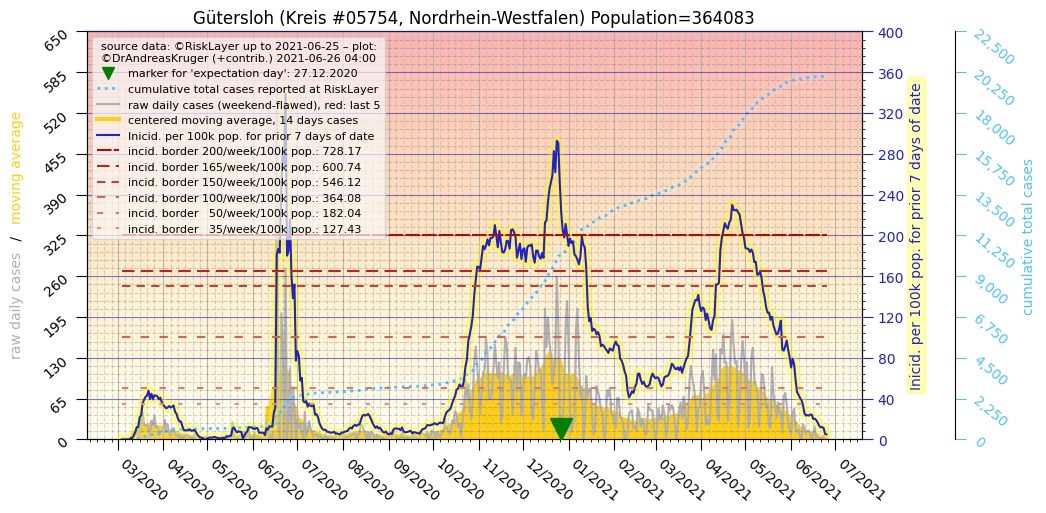 Gütersloh (Kreis #05754, Nordrhein-Westfalen) Population=364083
source data: ©RiskLayer up to 2021-06-25 – plot:
©DrAndreasKruger (+contrib.) 2021-06-26 04:00
marker for 'expectation day': 27.12.2020
cumulative total cases reported at RiskLayer
raw daily cases (weekend-flawed), red: last 5
centered moving average, 14 days cases
Inicid. per 100k pop. for prior 7 days of date
incid. border 200/week/100k pop.: 728.17
incid. border 165/week/100k pop.: 600.74
incid. border 150/week/100k pop.: 546.12
incid. border 100/week/100k pop.: 364.08
incid. border   50/week/100k pop.: 182.04
incid. border   35/week/100k pop.: 127.43
raw daily cases / moving average
650
585
520
455
390
325
260
195
130
65
0
03/2020
04/2020
05/2020
06/2020
07/2020
08/2020
09/2020
10/2020
11/2020
12/2020
01/2021
02/2021
03/2021
04/2021
05/2021
06/2021
07/2021
400
360
320
280
240
200
160
120
80
40
0
Inicid. per 100k pop. for prior 7 days of date
22,500
20,250
18,000
15,750
13,500
11,250
9,000
6,750
4,500
2,250
0
cumulative total cases